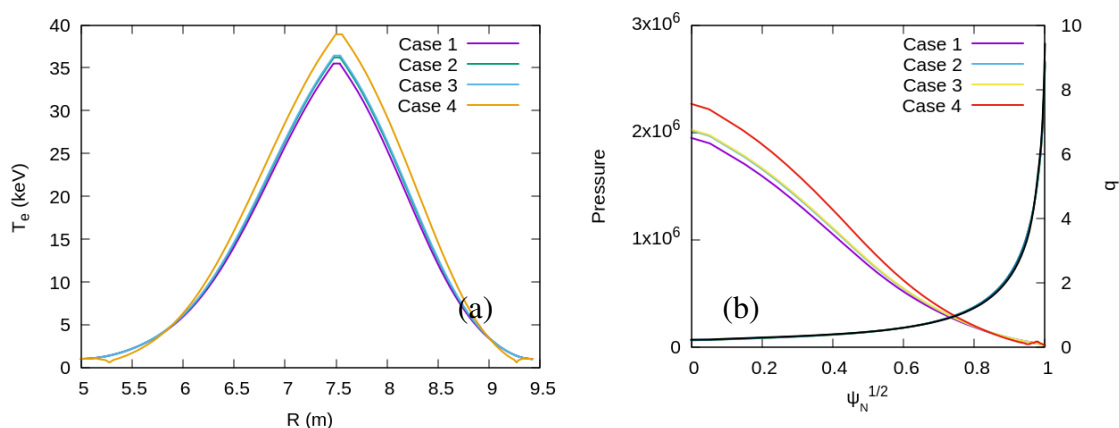 40
35
30
25
20
15
10
5
0
T_e (keV)
Case 1
Case 2
Case 3
Case 4
(a)
5 5.5 6 6.5 7 7.5 8 8.5 9 9.5
R (m)
3x10^6
2x10^6
1x10^6
0
Pressure
Case 1
Case 2
Case 3
Case 4
(b)
10
8
6
4
2
0
q
0 0.2 0.4 0.6 0.8 1
ψ_N^1/2